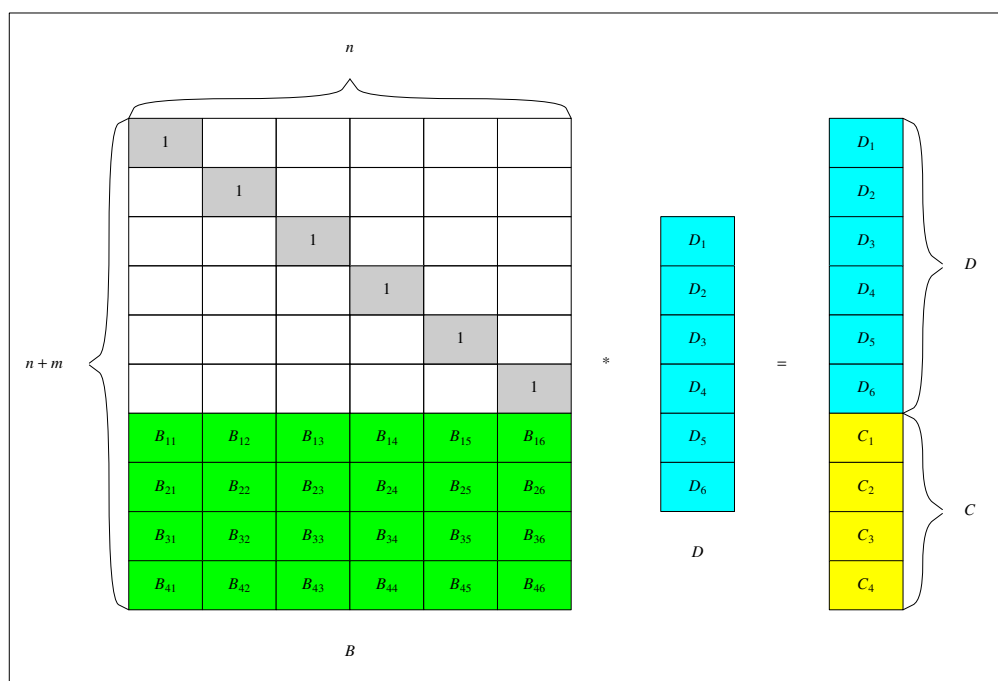 n
1 D₁
1 D₂
1 D₁ D₃ D
1 D₂ D₄
1 D₃ D₅
n + m * =
1 D₄ D₆
B₁₁ B₁₂ B₁₃ B₁₄ B₁₅ B₁₆ D₅ C₁
B₂₁ B₂₂ B₂₃ B₂₄ B₂₅ B₂₆ D₆ C₂
C
B₃₁ B₃₂ B₃₃ B₃₄ B₃₅ B₃₆ C₃
D
B₄₁ B₄₂ B₄₃ B₄₄ B₄₅ B₄₆ C₄
B